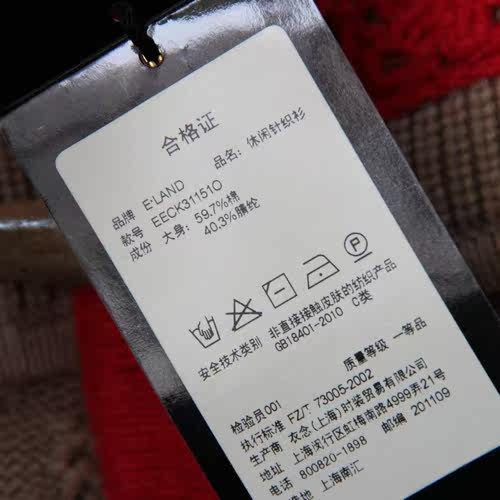 合格证
品牌 E·LAND 品名：休闲针织衫
款号 EECK31151O
成份 大身：59.7%棉
40.3%腈纶
P
安全技术类别 非直接接触皮肤的纺织产品
GB18401-2010 C类
检验员001 质量等级 一等品
执行标准 FZ/T 73005-2002
生产商 衣念（上海）时装贸易有限公司
地址 上海闵行区虹梅南路4999弄21号
电话 800820-1898 邮编 201109
产地 上海南汇